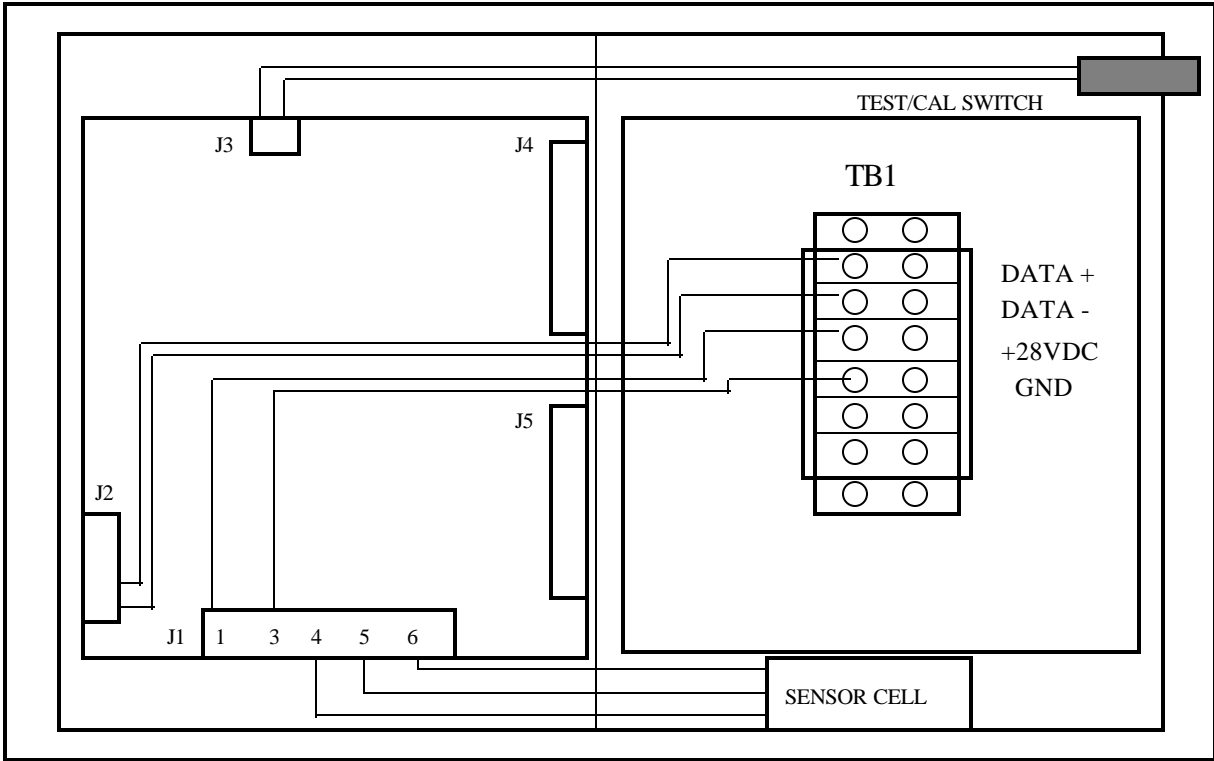 TEST/CAL SWITCH
J3
J4
TB1
DATA +
DATA -
+28VDC
GND
J5
J2
J1 1 3 4 5 6
SENSOR CELL